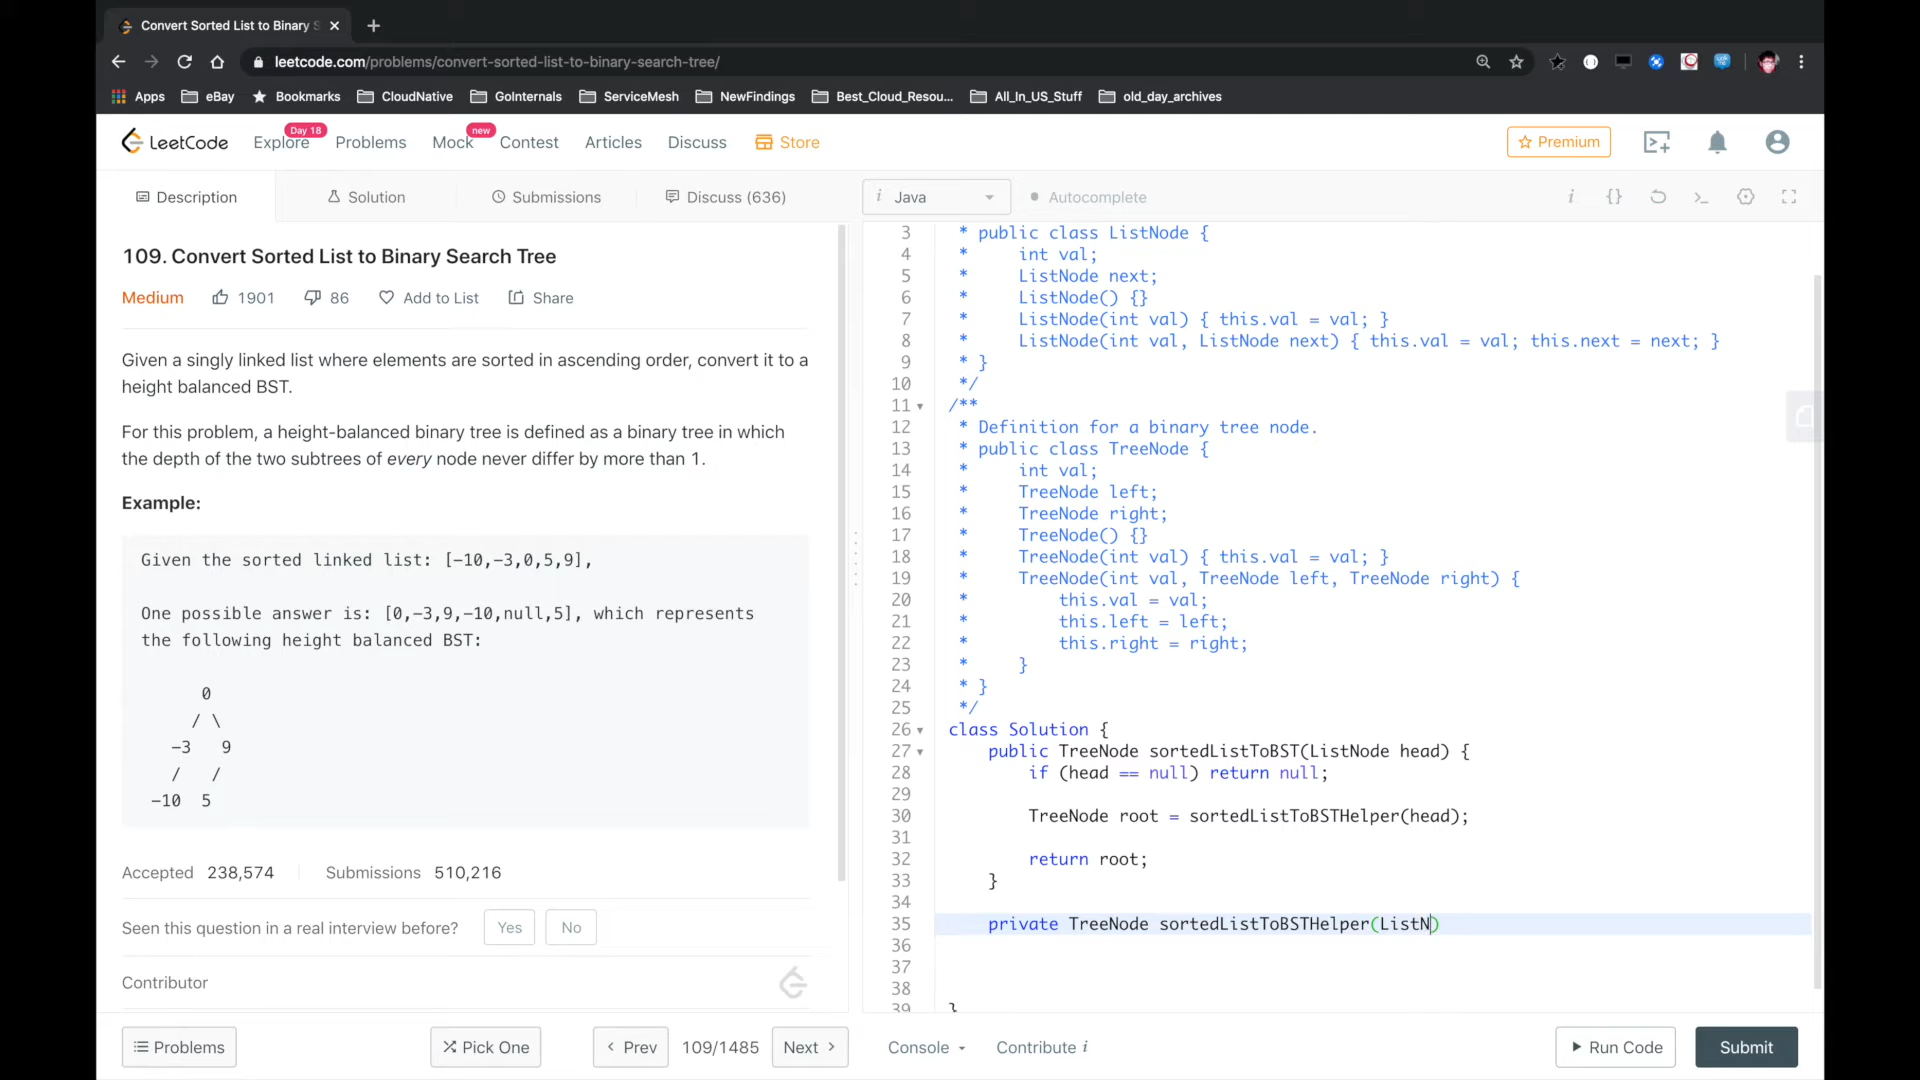 Convert Sorted List to Binary S
leetcode.com/problems/convert-sorted-list-to-binary-search-tree/
Apps eBay Bookmarks CloudNative GoInternals ServiceMesh NewFindings Best_Cloud_Resou... All_In_US_Stuff old_day_archives
LeetCode Explore Day 18 Problems Mock new Contest Articles Discuss Store Premium
Description Solution Submissions Discuss (636)
i Java Autocomplete i {}
109. Convert Sorted List to Binary Search Tree
Medium 1901 86 Add to List Share
Given a singly linked list where elements are sorted in ascending order, convert it to a
height balanced BST.
For this problem, a height-balanced binary tree is defined as a binary tree in which
the depth of the two subtrees of every node never differ by more than 1.
Example:
Given the sorted linked list: [-10,-3,0,5,9],
One possible answer is: [0,-3,9,-10,null,5], which represents
the following height balanced BST:
0
/ \
-3 9
/ /
-10 5
Accepted 238,574 Submissions 510,216
Seen this question in a real interview before? Yes No
Contributor
3 * public class ListNode {
4 * int val;
5 * ListNode next;
6 * ListNode() {}
7 * ListNode(int val) { this.val = val; }
8 * ListNode(int val, ListNode next) { this.val = val; this.next = next; }
9 * }
10 */
11 /**
12 * Definition for a binary tree node.
13 * public class TreeNode {
14 * int val;
15 * TreeNode left;
16 * TreeNode right;
17 * TreeNode() {}
18 * TreeNode(int val) { this.val = val; }
19 * TreeNode(int val, TreeNode left, TreeNode right) {
20 * this.val = val;
21 * this.left = left;
22 * this.right = right;
23 * }
24 * }
25 */
26 class Solution {
27 public TreeNode sortedListToBST(ListNode head) {
28 if (head == null) return null;
29
30 TreeNode root = sortedListToBSTHelper(head);
31
32 return root;
33 }
34
35 private TreeNode sortedListToBSTHelper(ListN)
36
37
38
39 }
Problems Pick One < Prev 109/1485 Next > Console Contribute i Run Code Submit